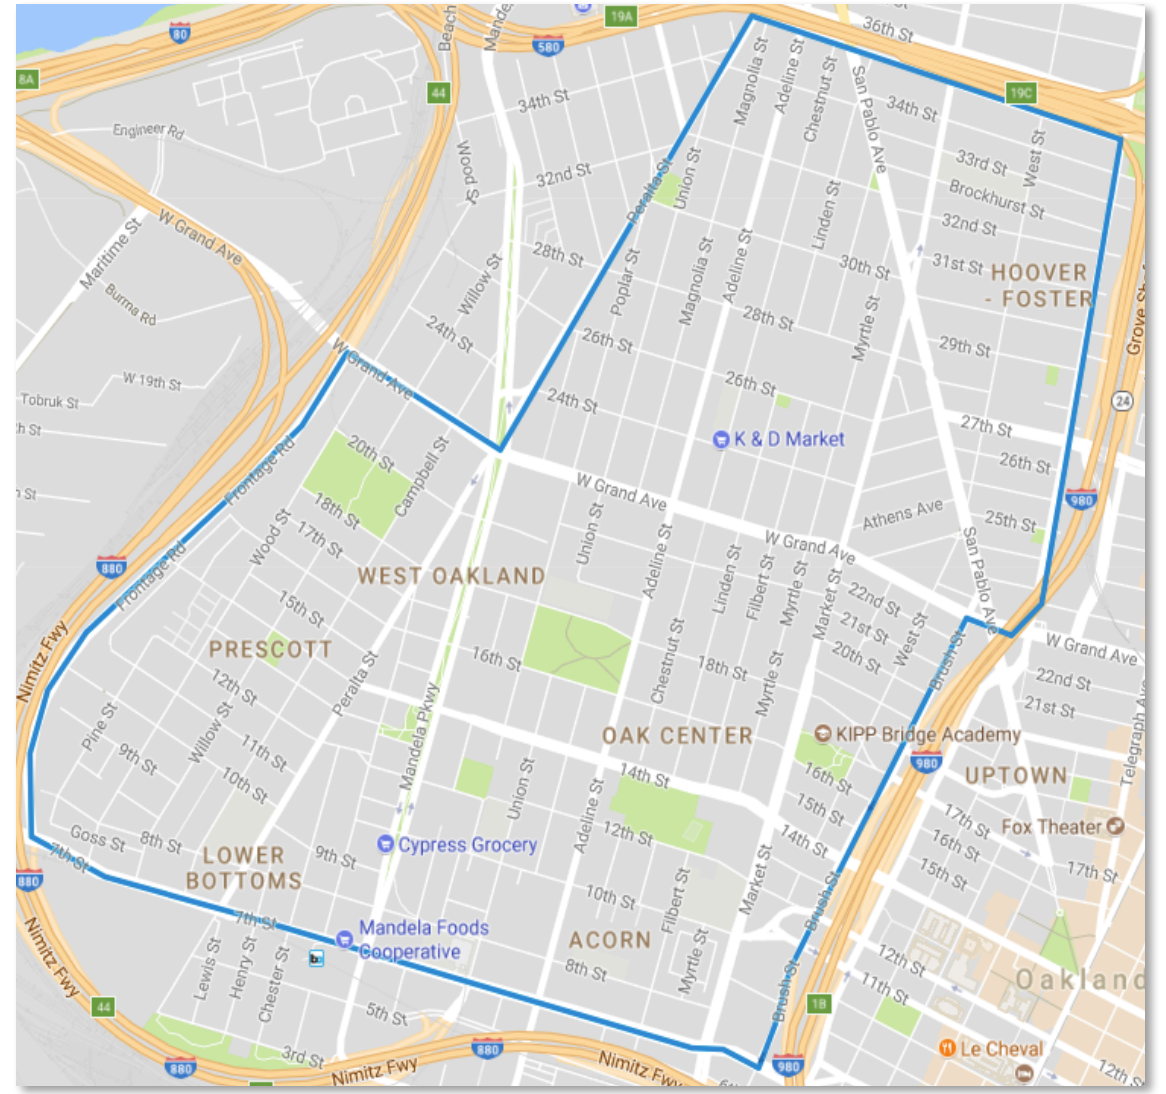 19A
36th St
80
580
Beach
Mande
8A
44
19C
34th St
Magnolia St
Adeline St
Chestnut St
San Pablo Ave
34th St
Engineer Rd
Wood St
32nd St
Peralta St
Union St
33rd St
West St
Brockhurst St
Linden St
32nd St
W Grand Ave
Maritime St
28th St
Poplar St
Magnolia St
Adeline St
30th St
31st St
HOOVER
- FOSTER
Burma Rd
Willow St
24th St
26th St
28th St
Myrtle St
29th St
W Grand Ave
W 19th St
Tobruk St
24th St
26th St
24
K & D Market
27th St
26th St
20th St
Campbell St
Frontage Rd
W Grand Ave
980
18th St
17th St
Wood St
Union St
Adeline St
Athens Ave
25th St
W Grand Ave
San Pablo Ave
880
Frontage Rd
WEST OAKLAND
Linden St
Filbert St
Myrtle St
Market St
22nd St
21st St
20th St
West St
15th St
Nimitz Fwy
PRESCOTT
16th St
Chestnut St
18th St
Myrtle St
Brush St
W Grand Ave
22nd St
21st St
12th St
Peralta St
Mandela Pkwy
Pine St
Willow St
11th St
9th St
10th St
OAK CENTER
KIPP Bridge Academy
Telegraph Ave
980
UPTOWN
14th St
16th St
15th St
Union St
Adeline St
12th St
14th St
17th St
Fox Theater
16th St
17th St
15th St
Goss St
8th St
7th St
LOWER
BOTTOMS
9th St
Cypress Grocery
Market St
10th St
Filbert St
Brush St
880
7th St
Mandela Foods
Cooperative
ACORN
Nimitz Fwy
Lewis St
Henry St
Chester St
8th St
Myrtle St
Brush St
12th St
11th St
Oakland
44
5th St
1B
3rd St
880
Nimitz Fwy
880
Nimitz Fwy
980
Le Cheval
12th St